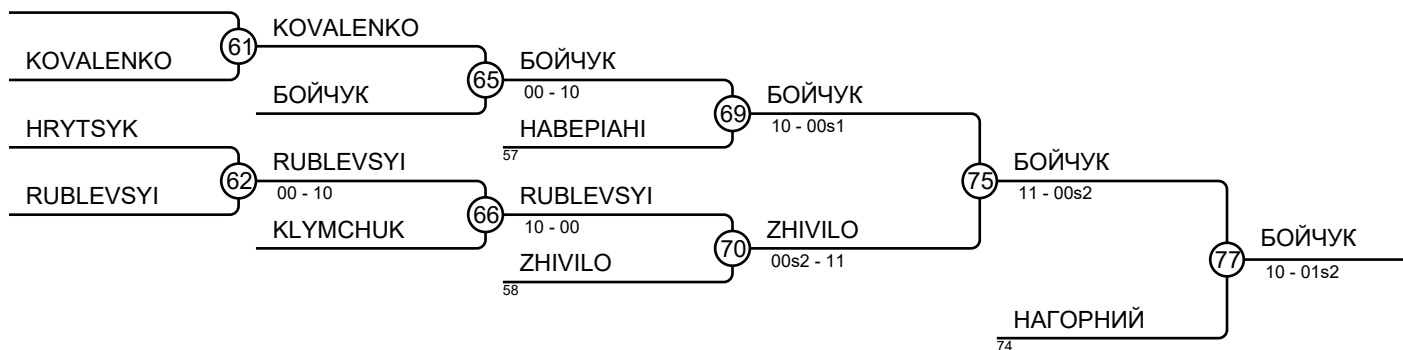 KOVALENKO
61
KOVALENKO
БОЙЧУК
65
БОЙЧУК
00 - 10
НАВЕРІАНІ
57
69
БОЙЧУК
10 - 00s1
HRYTSYK
RUBLEVSYI
62
RUBLEVSYI
00 - 10
KLYMCHUK
66
RUBLEVSYI
10 - 00
ZHIVILO
58
70
ZHIVILO
00s2 - 11
75
БОЙЧУК
11 - 00s2
НАГОРНИЙ
74
77
БОЙЧУК
10 - 01s2